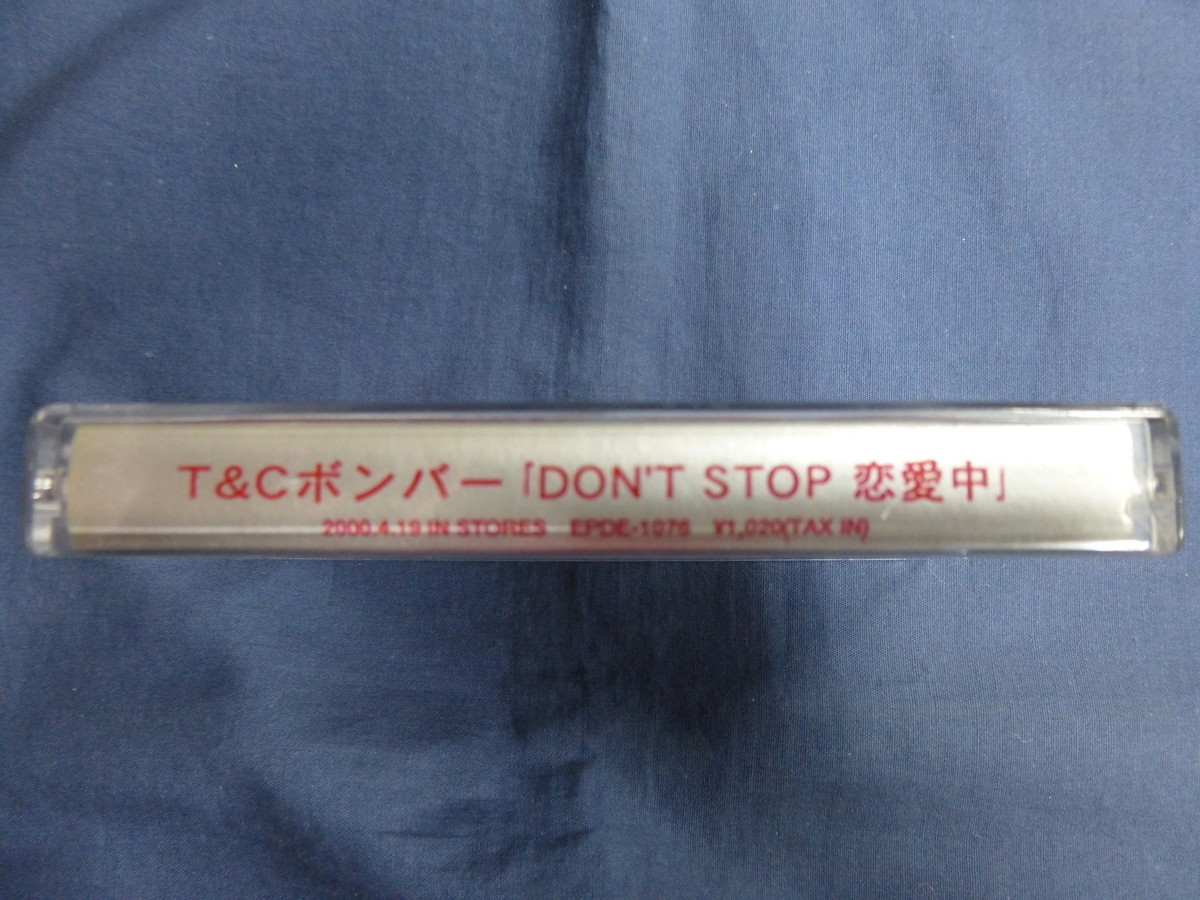 T&Cボンバー「DON'T STOP 恋愛中」
2000.4.19 IN STORES EPDE-1076 ¥1,020(TAX IN)